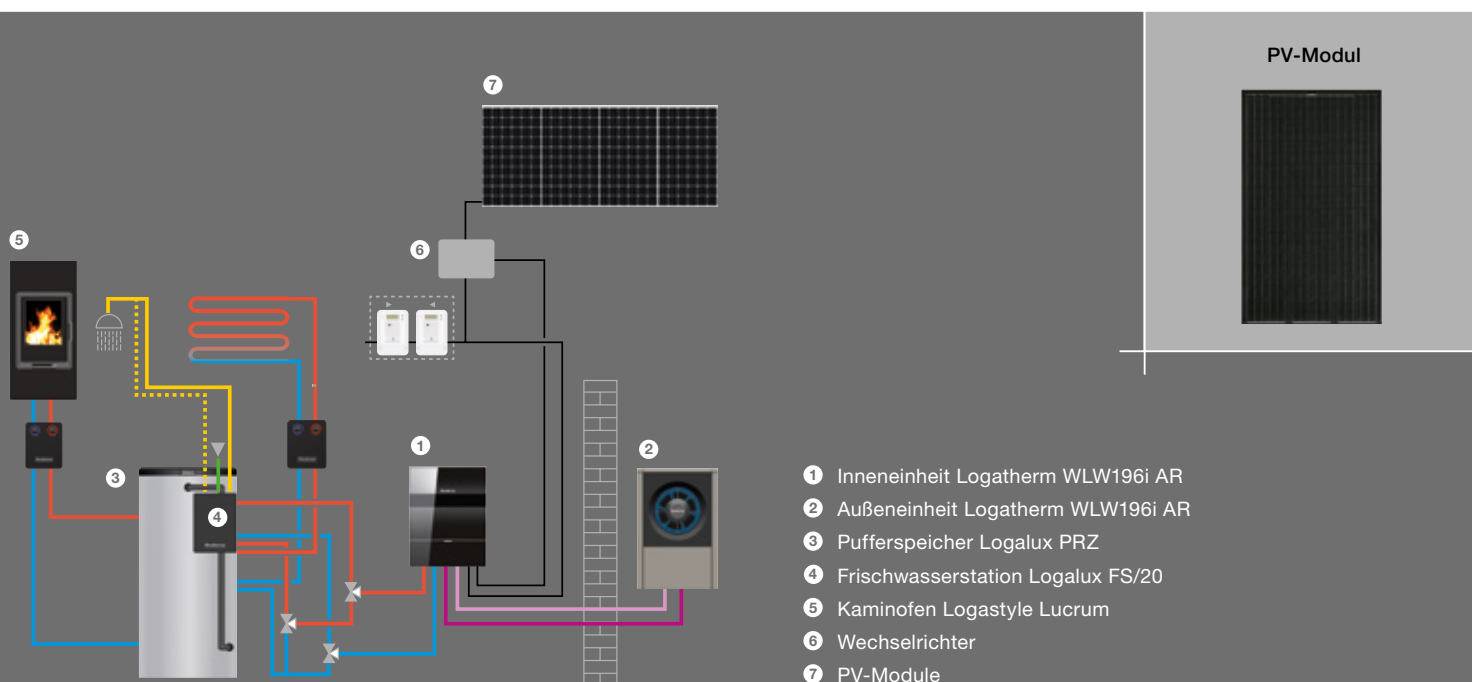 PV-Modul
7
6
5
1
2
3
4
1 Inneneinheit Logatherm WLW196i AR
2 Außeneinheit Logatherm WLW196i AR
3 Pufferspeicher Logalux PRZ
4 Frischwasserstation Logalux FS/20
5 Kaminofen Logastyle Lucrum
6 Wechselrichter
7 PV-Module